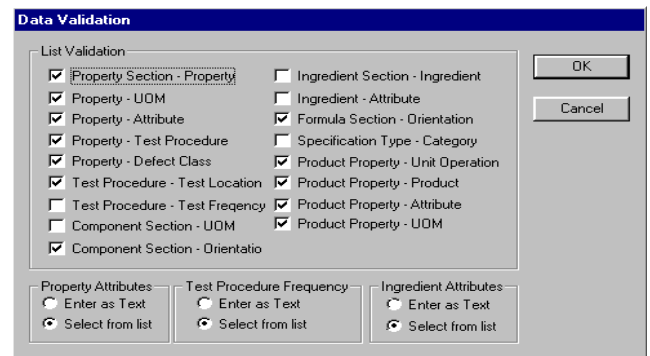 Data Validation
List Validation
Property Section - Property
Property - UOM
Property - Attribute
Property - Test Procedure
Property - Defect Class
Test Procedure - Test Location
Test Procedure - Test Freqency
Component Section - UOM
Component Section - Orientatio
Ingredient Section - Ingredient
Ingredient - Attribute
Formula Section - Orientation
Specification Type - Category
Product Property - Unit Operation
Product Property - Product
Product Property - Attribute
Product Property - UOM
OK
Cancel
Property Attributes
Enter as Text
Select from list
Test Procedure Frequency
Enter as Text
Select from list
Ingredient Attributes
Enter as Text
Select from list